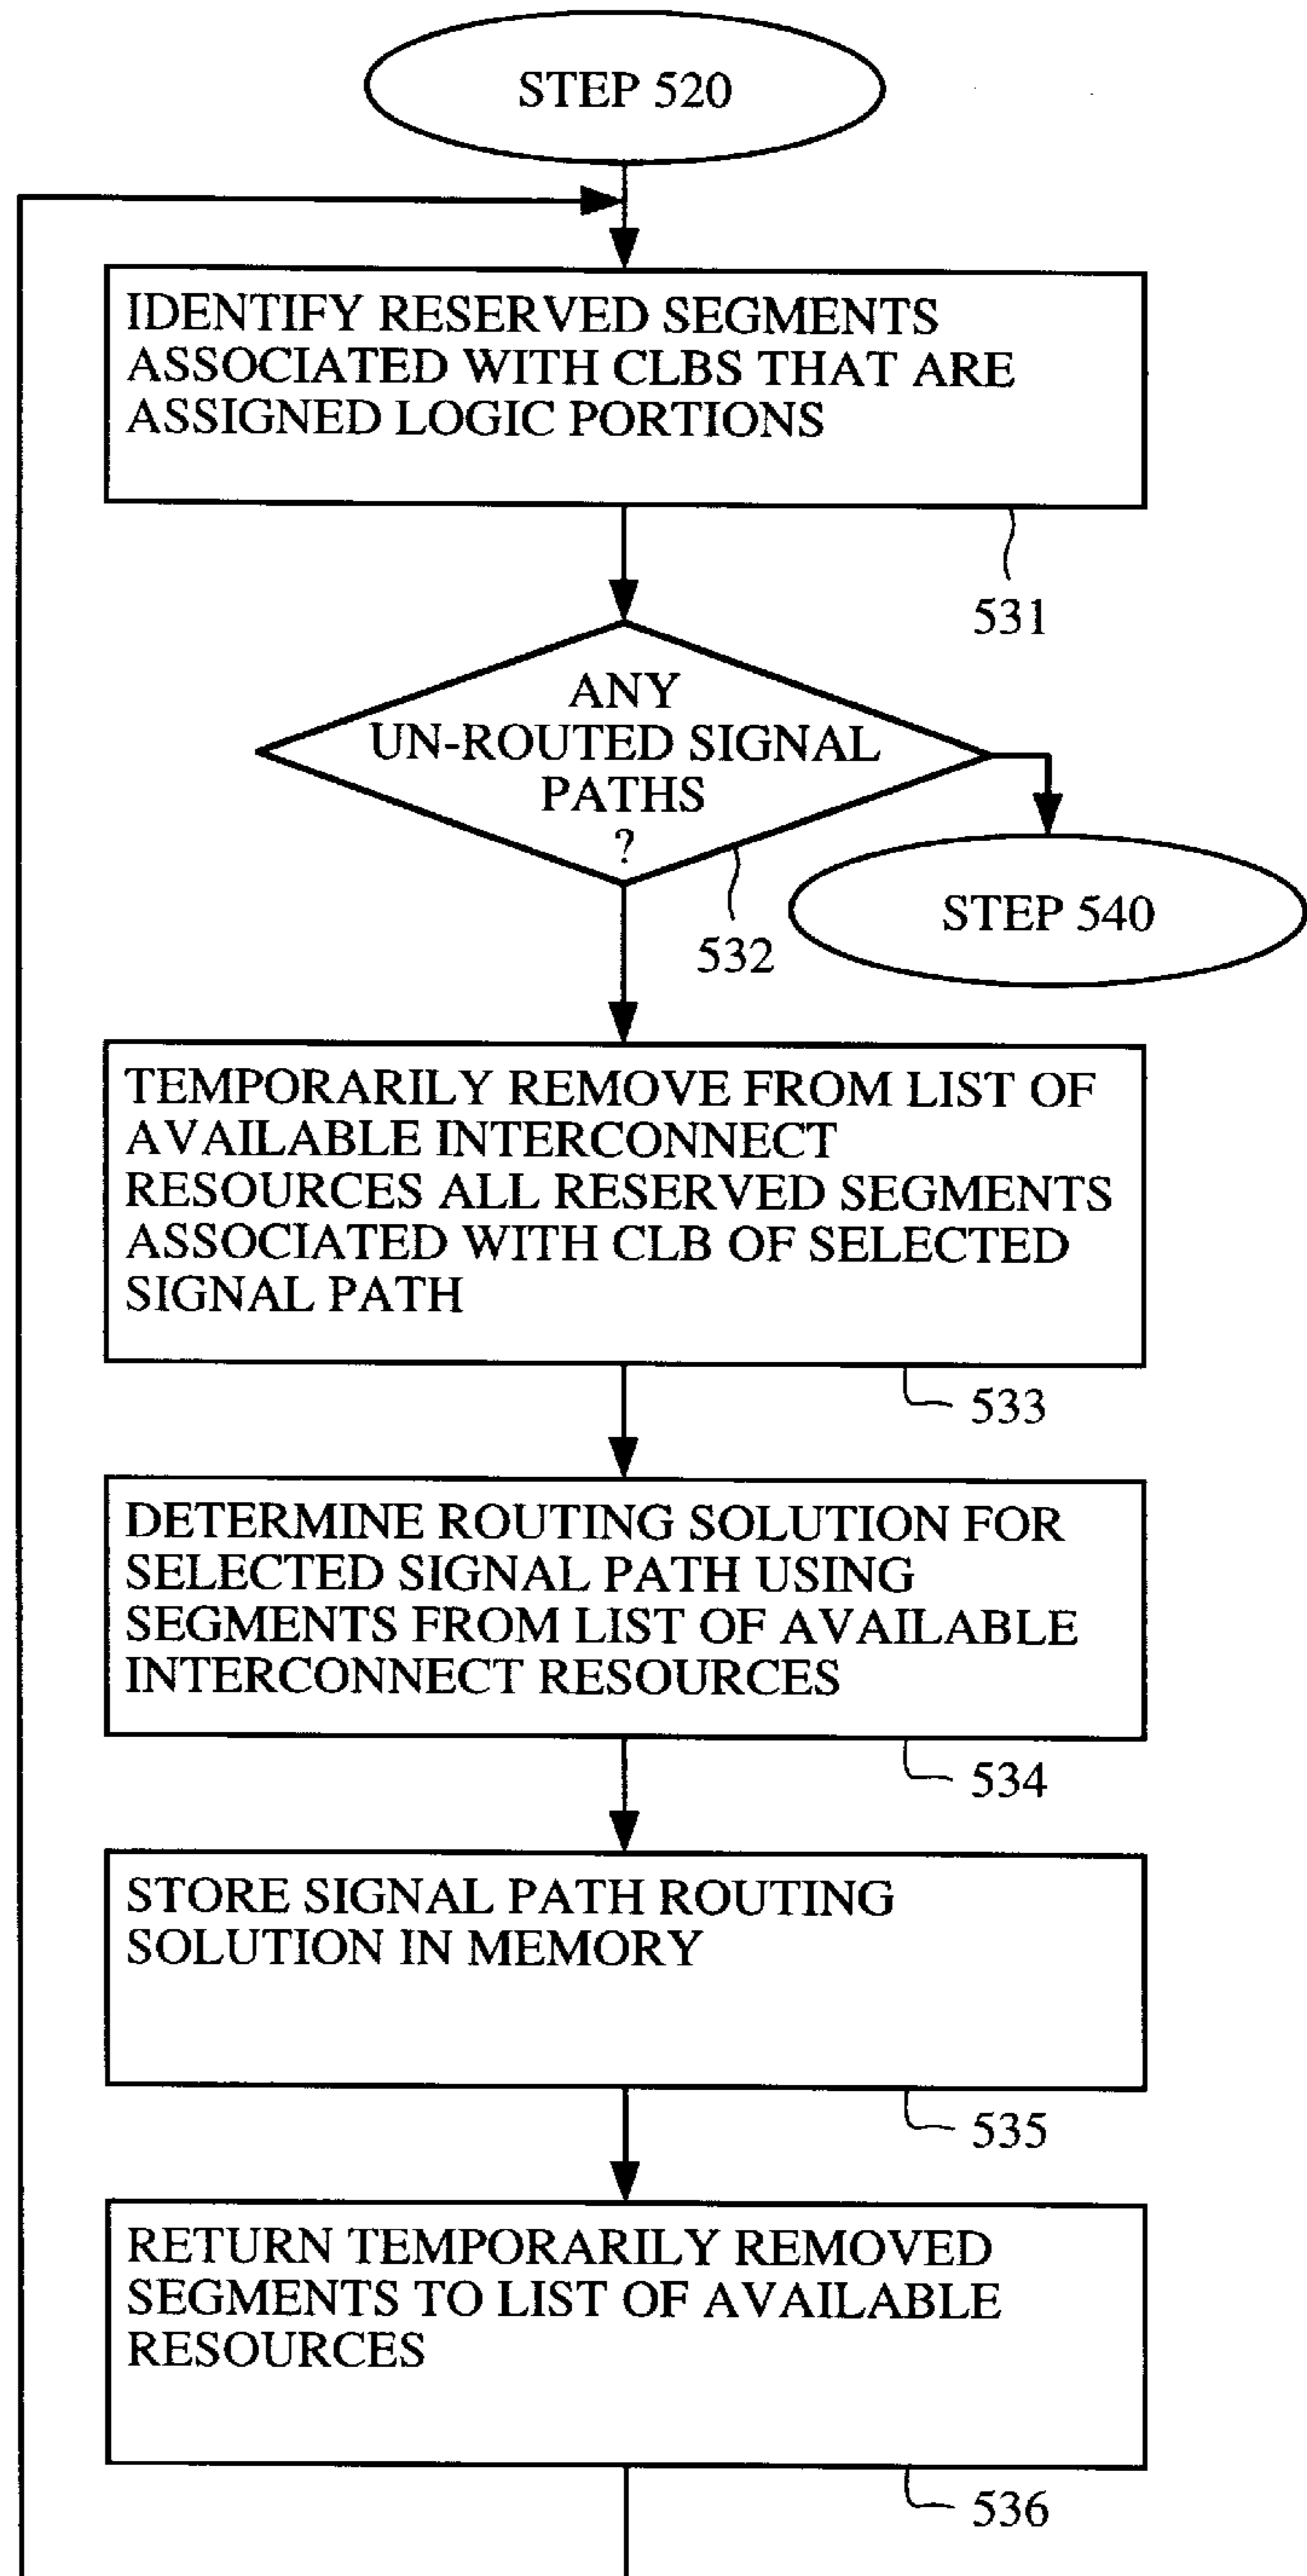 STEP 520
IDENTIFY RESERVED SEGMENTS
ASSOCIATED WITH CLBS THAT ARE
ASSIGNED LOGIC PORTIONS
531
ANY
UN-ROUTED SIGNAL
PATHS
?
532
STEP 540
TEMPORARILY REMOVE FROM LIST OF
AVAILABLE INTERCONNECT
RESOURCES ALL RESERVED SEGMENTS
ASSOCIATED WITH CLB OF SELECTED
SIGNAL PATH
533
DETERMINE ROUTING SOLUTION FOR
SELECTED SIGNAL PATH USING
SEGMENTS FROM LIST OF AVAILABLE
INTERCONNECT RESOURCES
534
STORE SIGNAL PATH ROUTING
SOLUTION IN MEMORY
535
RETURN TEMPORARILY REMOVED
SEGMENTS TO LIST OF AVAILABLE
RESOURCES
536